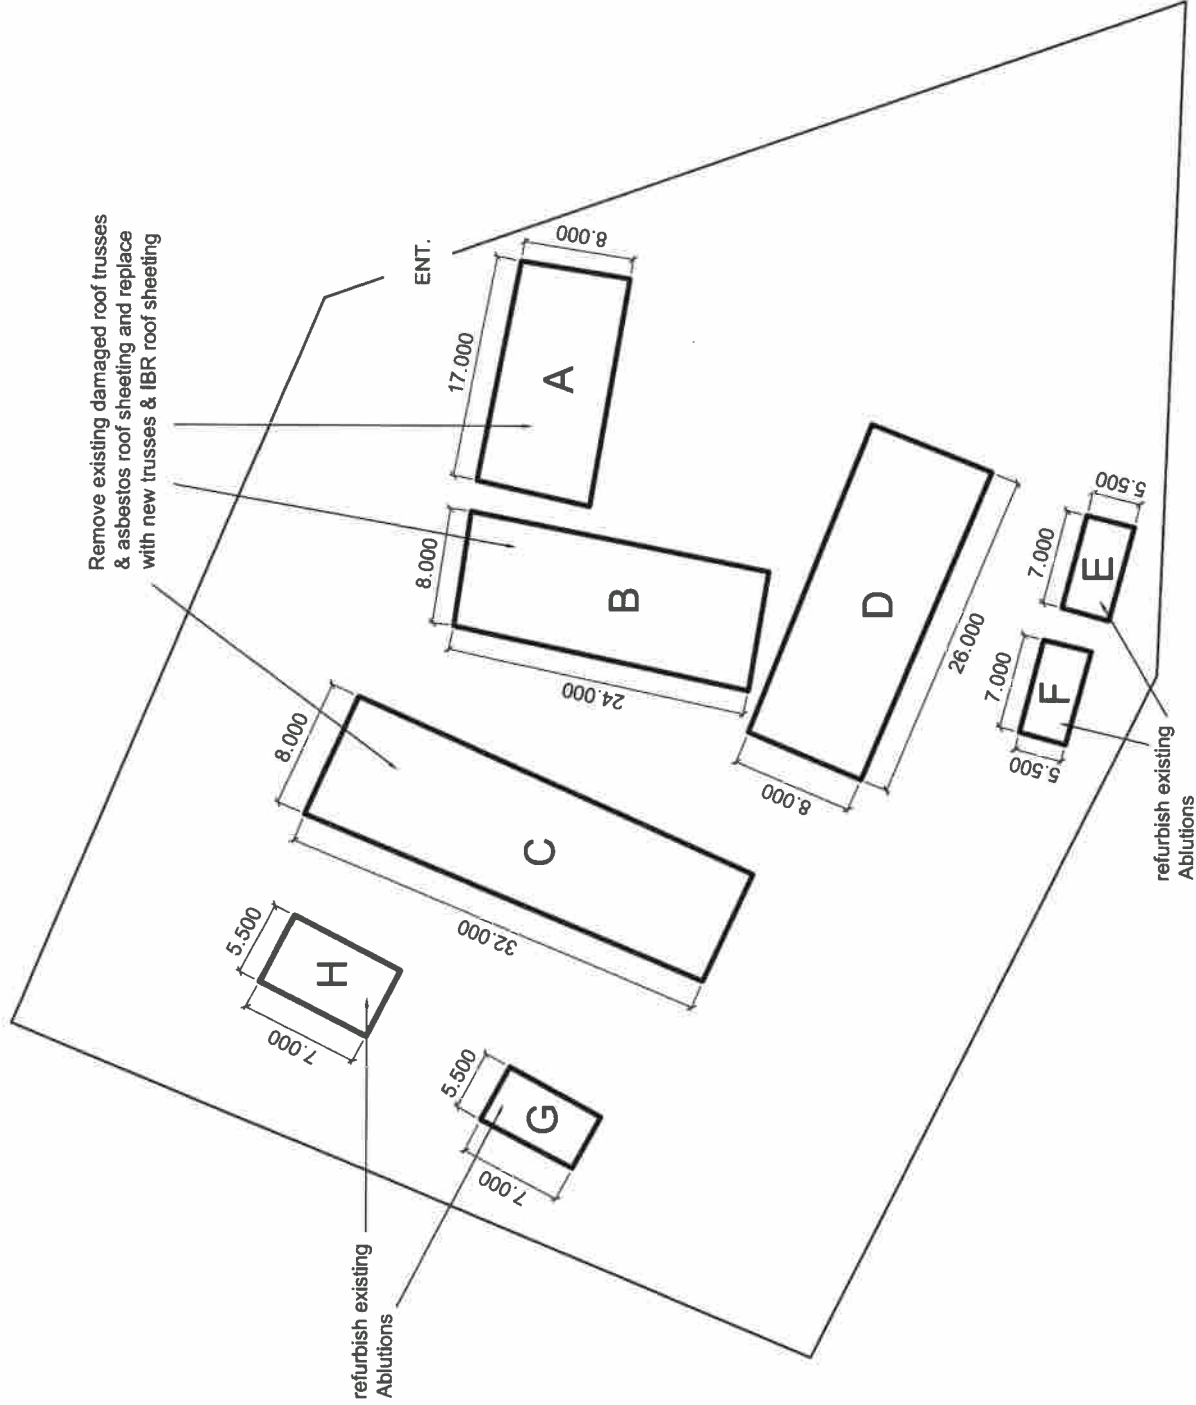 Remove existing damaged roof trusses
& asbestos roof sheeting and replace
with new trusses & IBR roof sheeting
ENT.
17.000
8.000
A
8.000
24.000
B
8.000
32.000
C
D
8.000
26.000
7.000
5.500
E
7.000
5.500
F
refurbish existing
Ablutions
5.500
7.000
H
5.500
7.000
G
refurbish existing
Ablutions